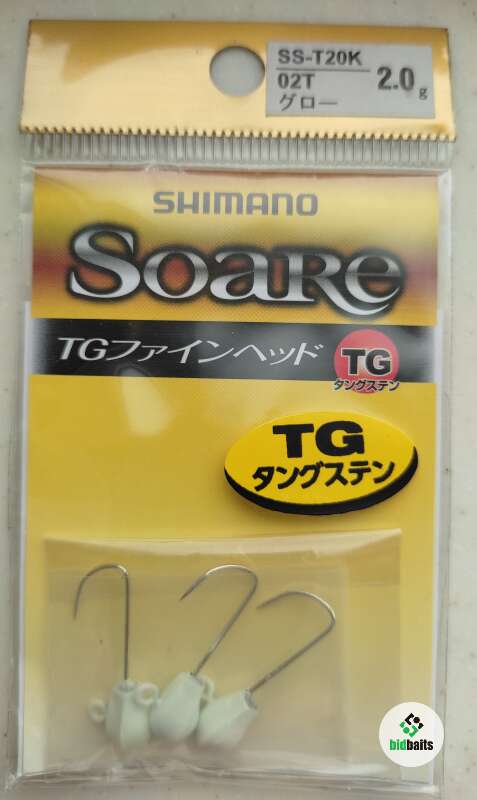 SS-T20K
02T
グロー
2.0g
SHIMANO
SoaRe
TGファインヘッド
TG
タングステン
TG
タングステン
bidbaits